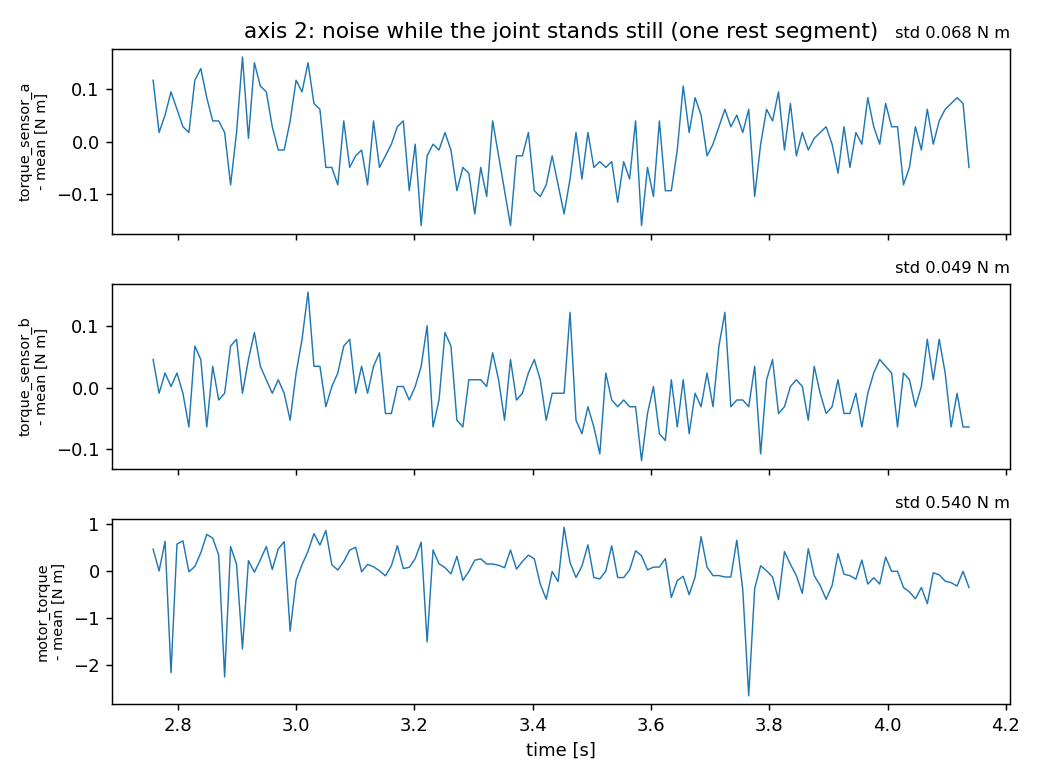 axis 2: noise while the joint stands still (one rest segment)
std 0.068 N m
torque_sensor_a
- mean [N m]
0.1
0.0
−0.1
std 0.049 N m
torque_sensor_b
- mean [N m]
0.1
0.0
−0.1
std 0.540 N m
motor_torque
- mean [N m]
1
0
−1
−2
2.8 3.0 3.2 3.4 3.6 3.8 4.0 4.2
time [s]